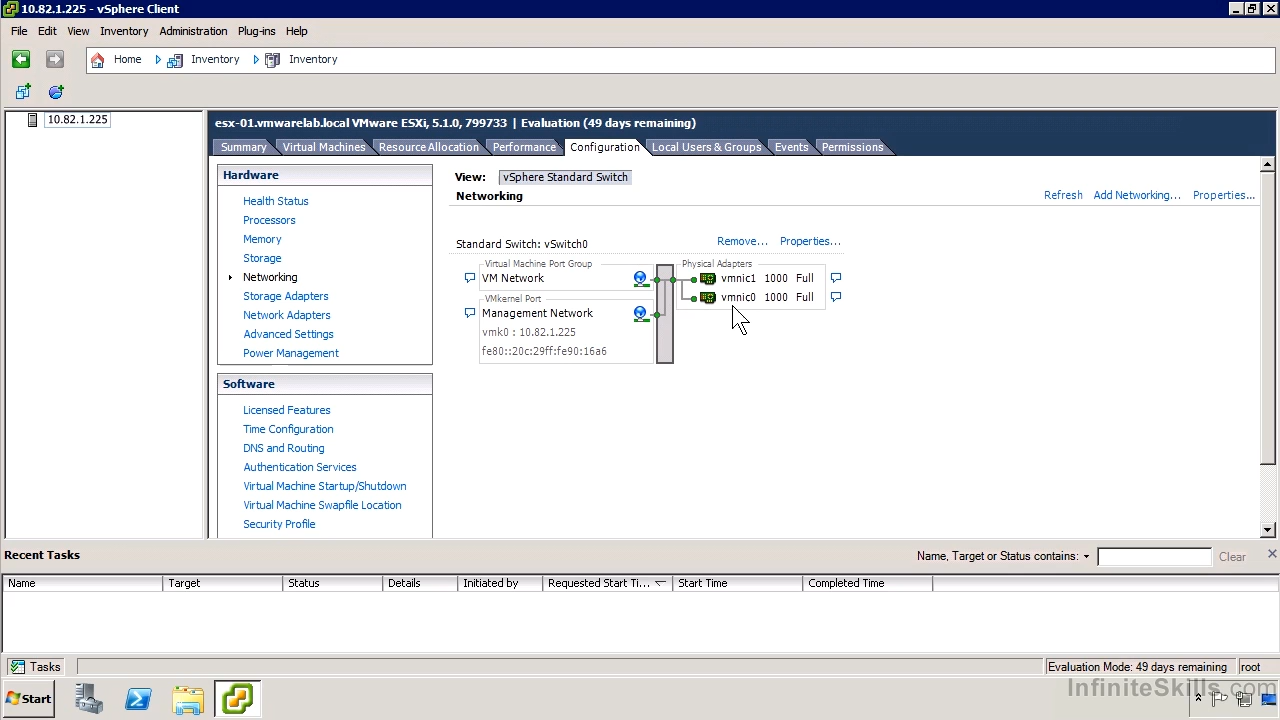 10.82.1.225 - vSphere Client
File Edit View Inventory Administration Plug-ins Help
Home Inventory Inventory
10.82.1.225
esx-01.vmwarelab.local VMware ESXi, 5.1.0, 799733 | Evaluation (49 days remaining)
Summary Virtual Machines Resource Allocation Performance Configuration Local Users & Groups Events Permissions
Hardware
Health Status
Processors
Memory
Storage
Networking
Storage Adapters
Network Adapters
Advanced Settings
Power Management
Software
Licensed Features
Time Configuration
DNS and Routing
Authentication Services
Virtual Machine Startup/Shutdown
Virtual Machine Swapfile Location
Security Profile
View: vSphere Standard Switch
Networking
Refresh Add Networking... Properties...
Standard Switch: vSwitch0 Remove... Properties...
Virtual Machine Port Group
VM Network
VMkernel Port
Management Network
vmk0 : 10.82.1.225
fe80::20c:29ff:fe90:16a6
Physical Adapters
vmnic1 1000 Full
vmnic0 1000 Full
Recent Tasks
Name, Target or Status contains: Clear
Name Target Status Details Initiated by Requested Start Ti... Start Time Completed Time
Tasks Evaluation Mode: 49 days remaining root
Start
InfiniteSkills.com